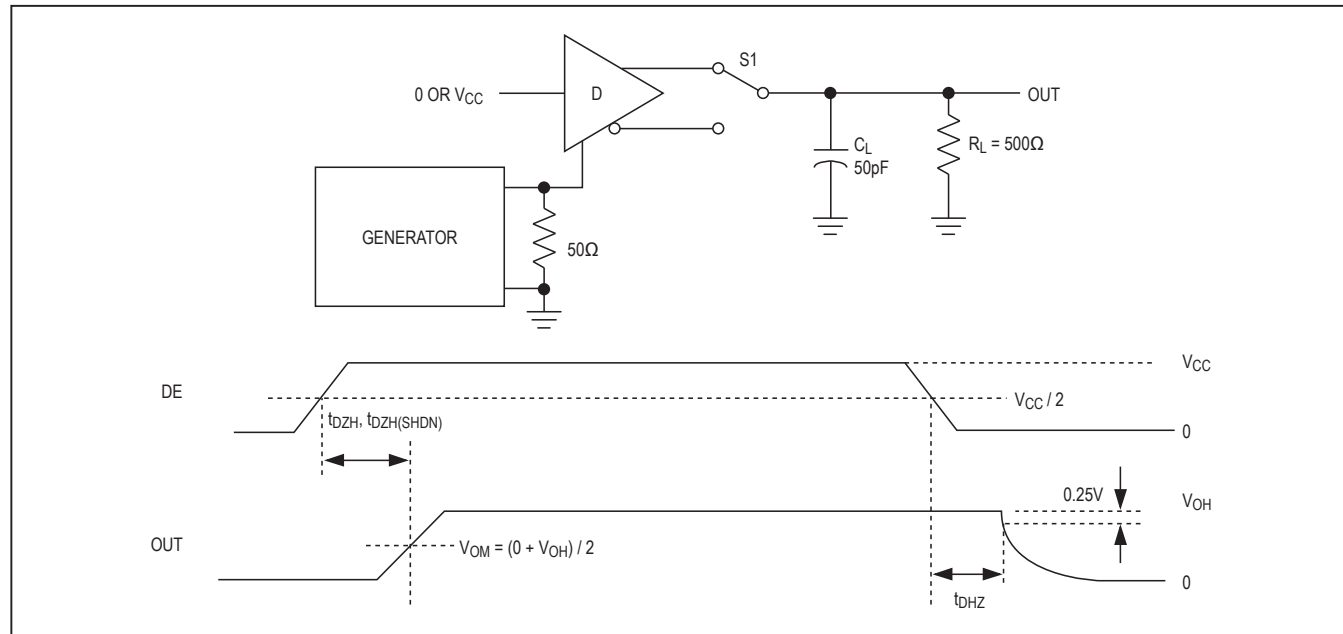 S1
0 OR VCC
D
OUT
CL
50pF
RL = 500Ω
GENERATOR
50Ω
VCC
DE
VCC / 2
tDZH, tDZH(SHDN)
0
0.25V
VOH
OUT
VOM = (0 + VOH) / 2
0
tDHZ